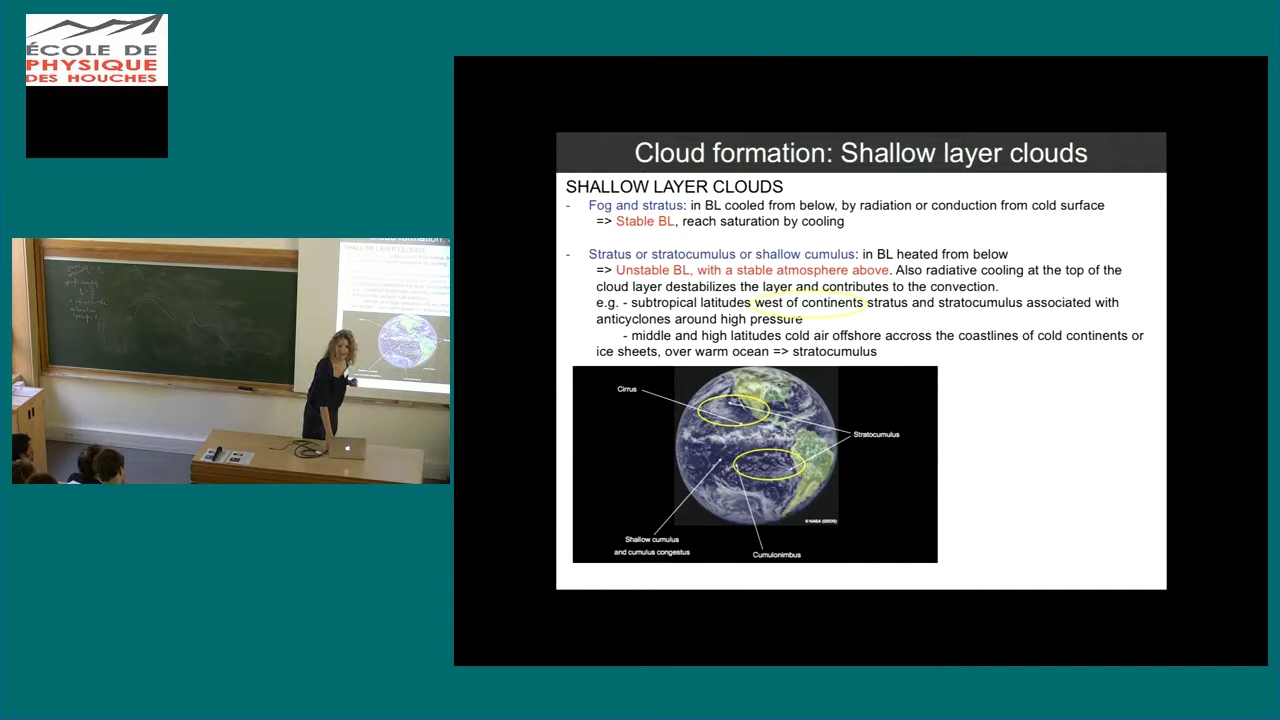 ÉCOLE DE
PHYSIQUE
DES HOUCHES
Cloud formation: Shallow layer clouds
SHALLOW LAYER CLOUDS
- Fog and stratus: in BL cooled from below, by radiation or conduction from cold surface
=> Stable BL, reach saturation by cooling
- Stratus or stratocumulus or shallow cumulus: in BL heated from below
=> Unstable BL, with a stable atmosphere above. Also radiative cooling at the top of the
cloud layer destabilizes the layer and contributes to the convection.
e.g. - subtropical latitudes west of continents stratus and stratocumulus associated with
anticyclones around high pressure
- middle and high latitudes cold air offshore accross the coastlines of cold continents or
ice sheets, over warm ocean => stratocumulus
Cirrus
Stratocumulus
© NASA (GEOS)
Shallow cumulus
and cumulus congestus
Cumulonimbus